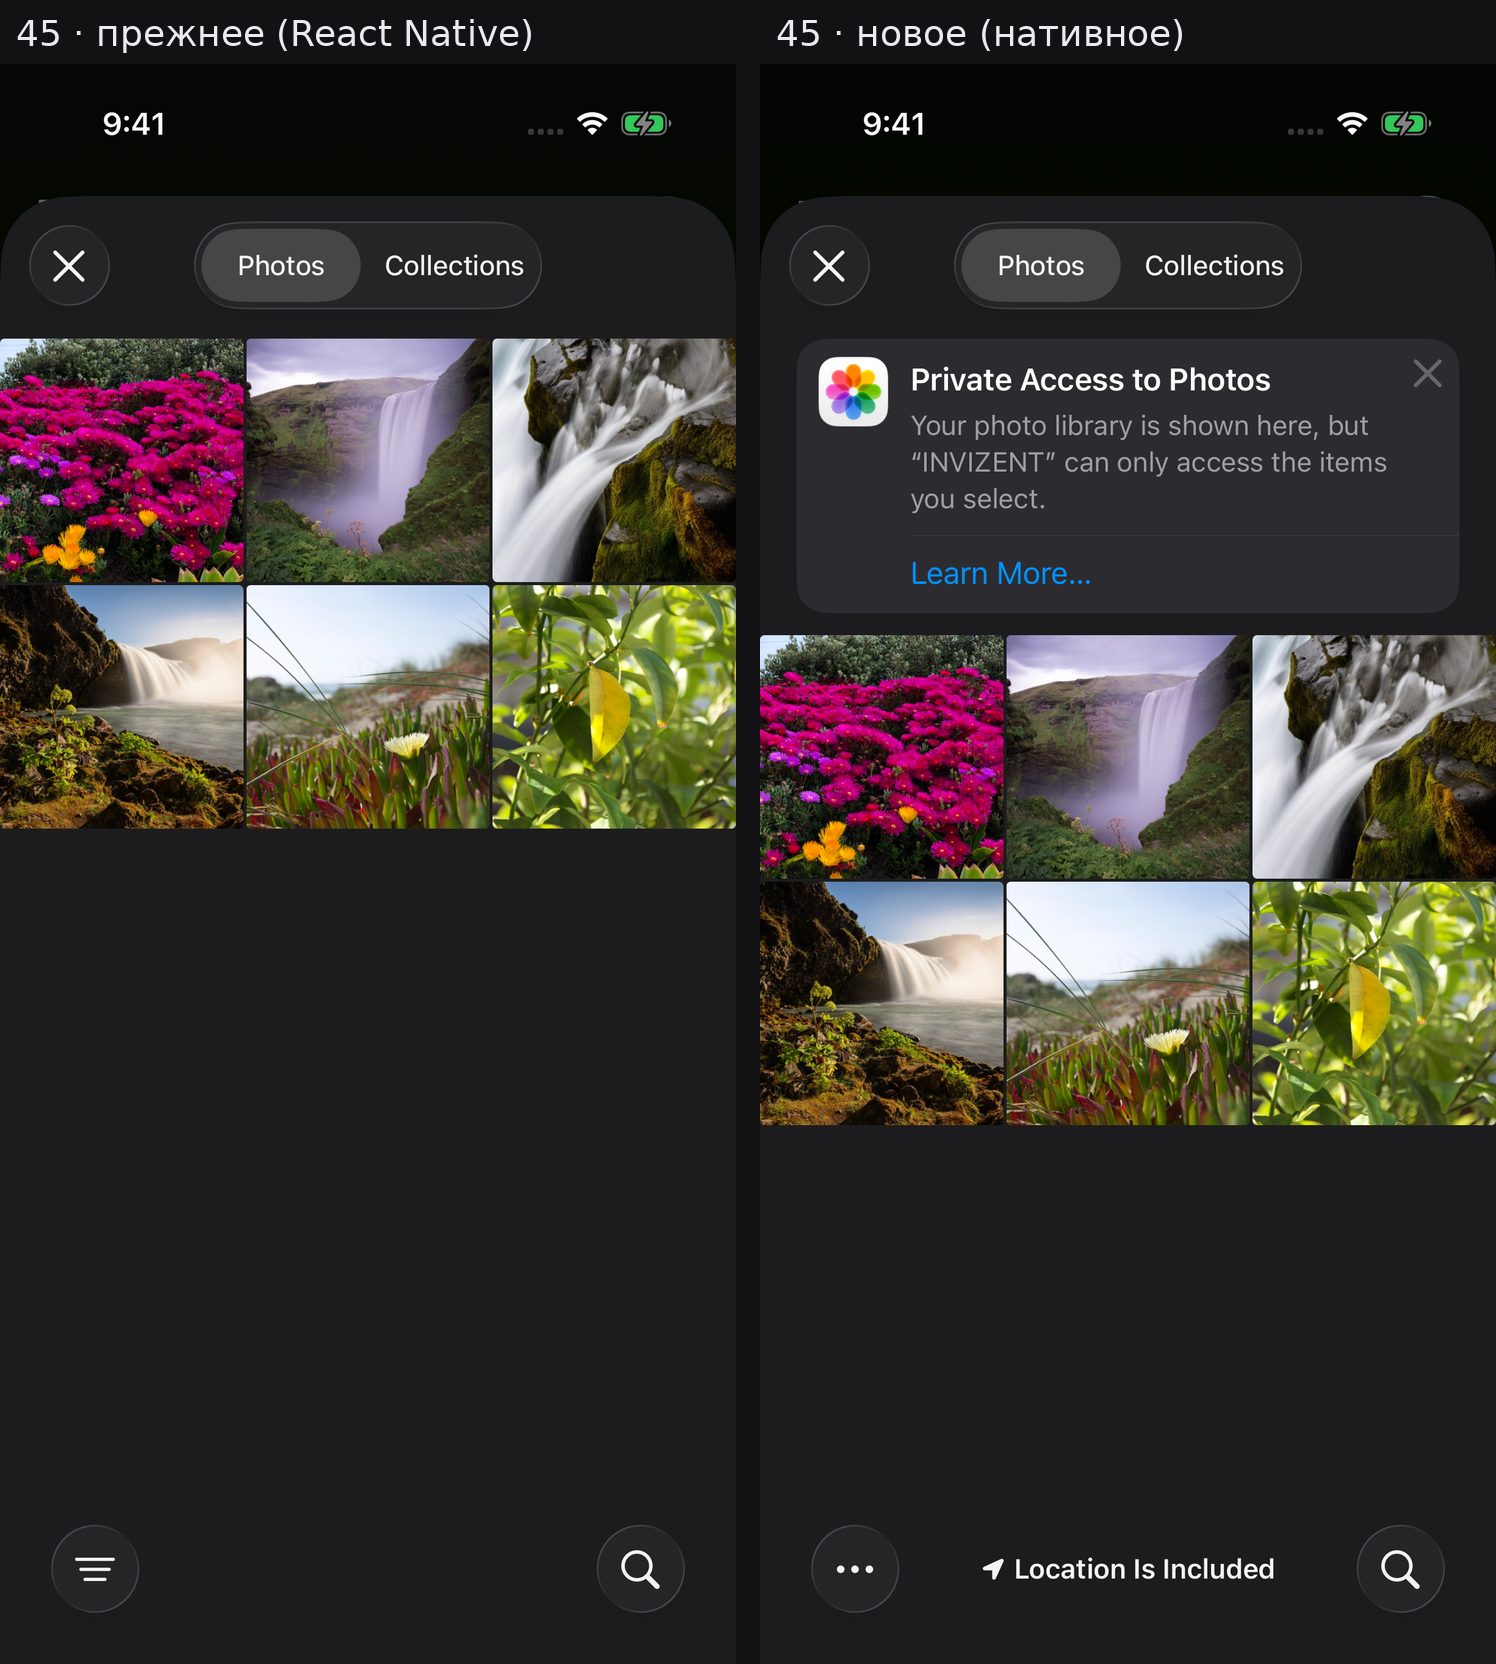 45 · прежнее (React Native)
9:41
Photos
Collections
45 · новое (нативное)
9:41
Photos
Collections
Private Access to Photos
Your photo library is shown here, but
“INVIZENT” can only access the items
you select.
Learn More...
Location Is Included